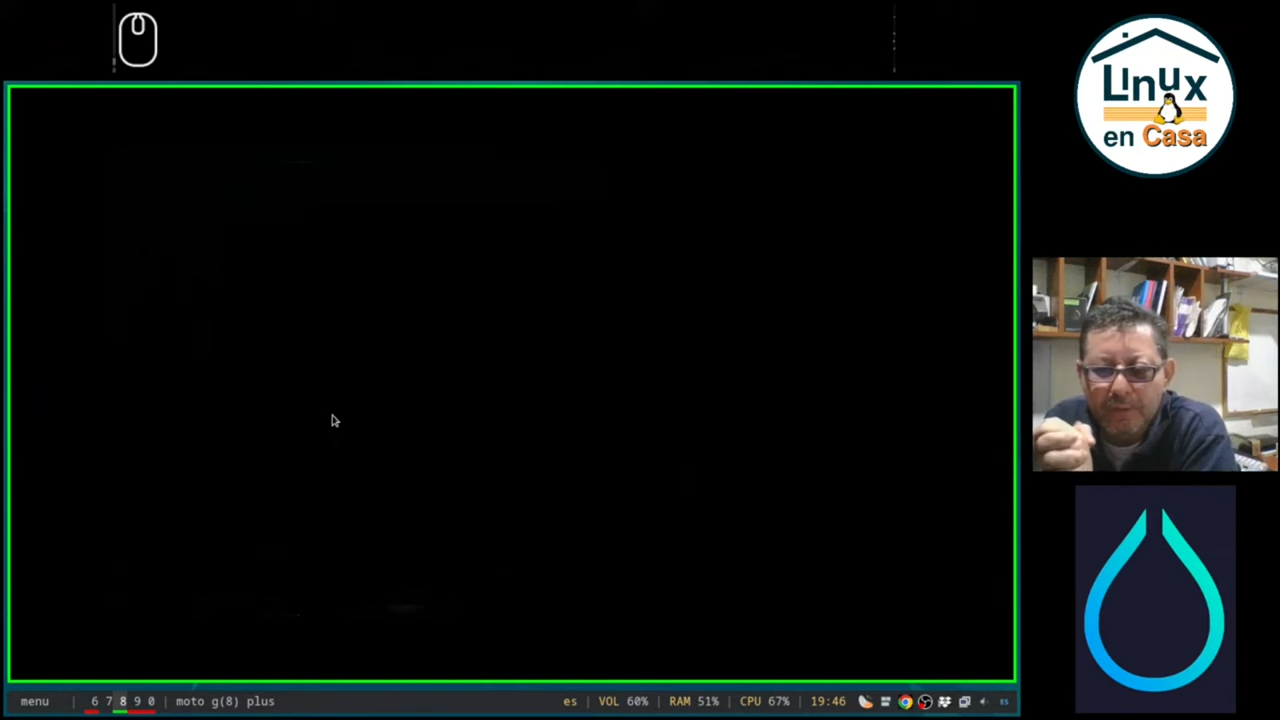 Linux
en Casa
menu | 6 7 8 9 0 | moto g(8) plus
es | VOL 60% | RAM 51% | CPU 67% | 19:46 ES